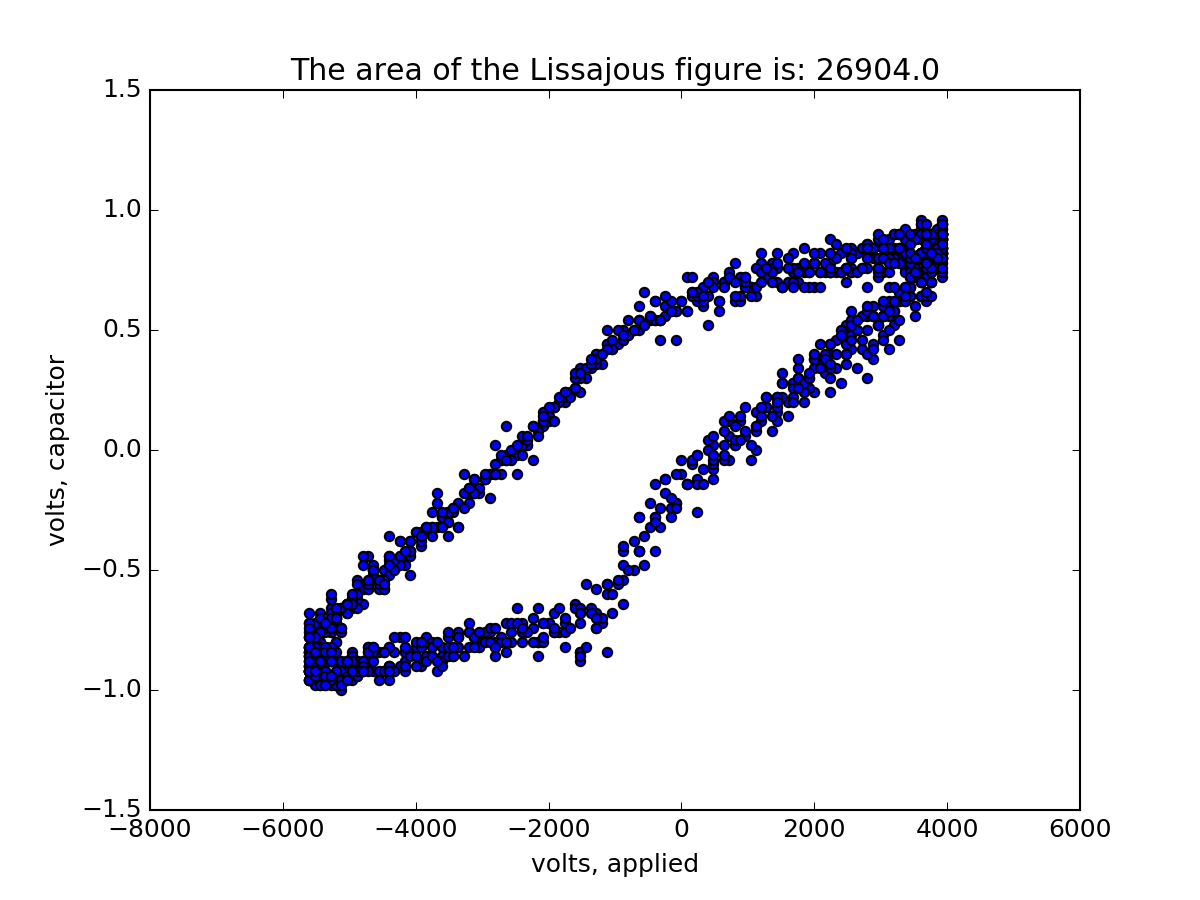 The area of the Lissajous figure is: 26904.0
1.5
1.0
0.5
0.0
−0.5
−1.0
−1.5
volts, capacitor
−8000 −6000 −4000 −2000 0 2000 4000 6000
volts, applied